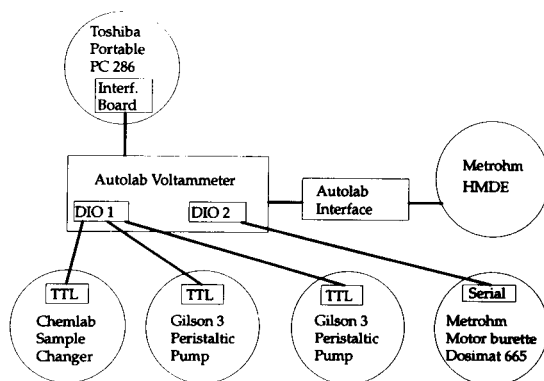 Toshiba
Portable
PC 286
Interf.
Board
Autolab Voltammeter
DIO 1
DIO 2
Autolab
Interface
Metrohm
HMDE
TTL
Chemlab
Sample
Changer
TTL
Gilson 3
Peristaltic
Pump
TTL
Gilson 3
Peristaltic
Pump
Serial
Metrohm
Motor burette
Dosimat 665